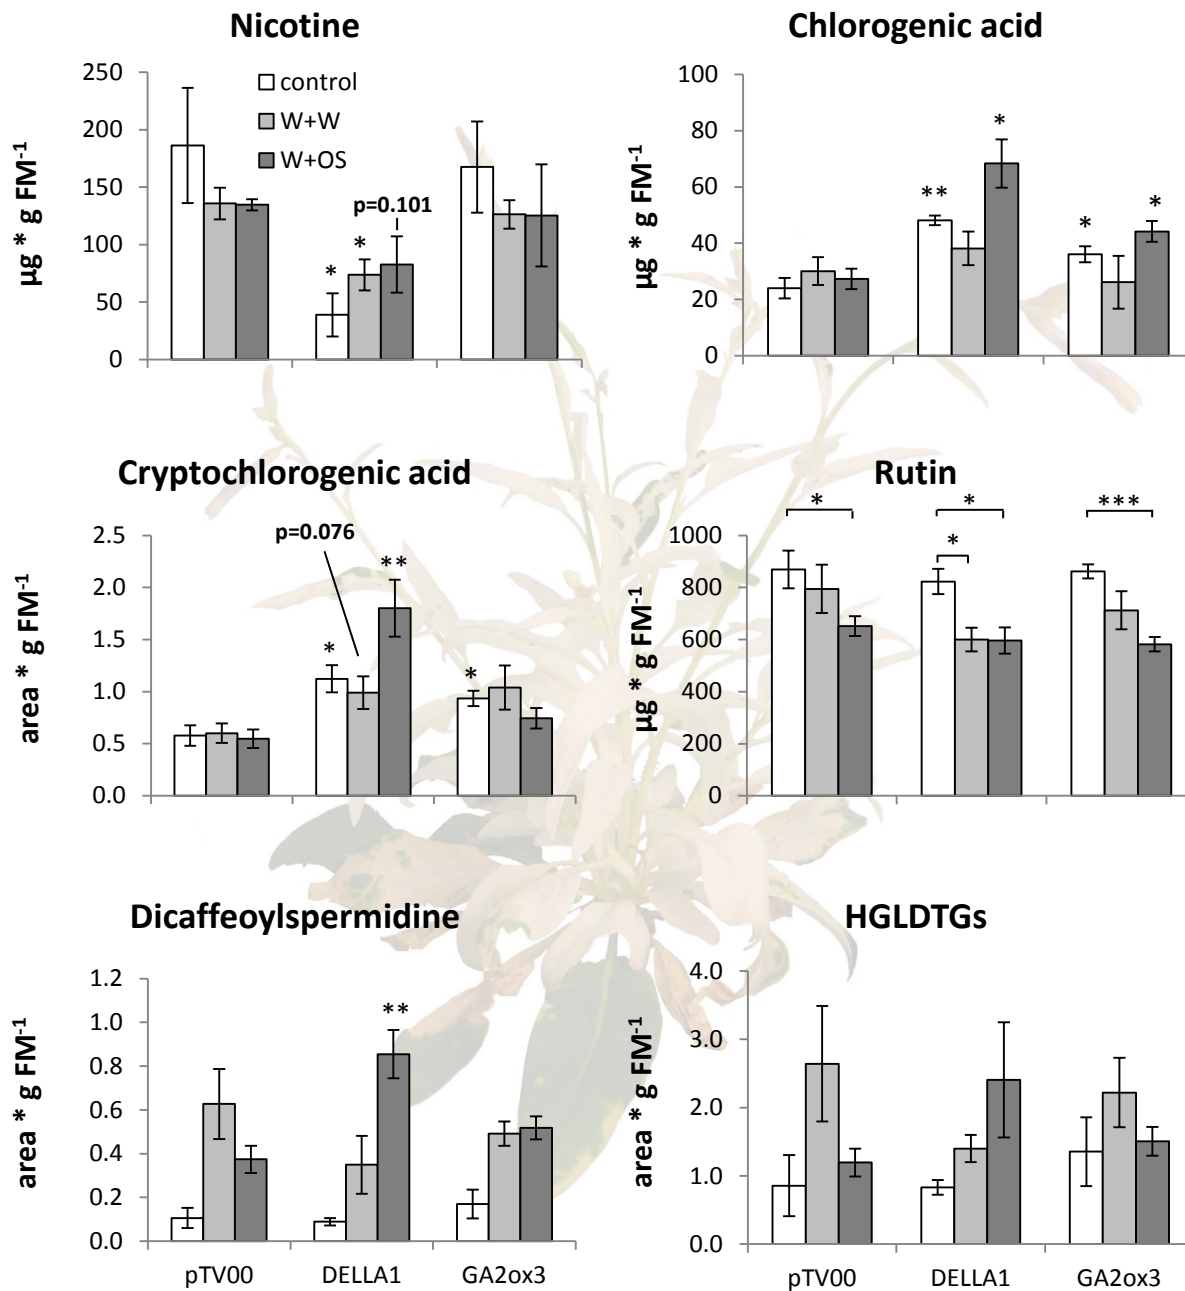 Nicotine
250
200
150
100
50
0
µg * g FM-1
control
W+W
W+OS
p=0.101
*
*
Chlorogenic acid
100
80
60
40
20
0
µg * g FM-1
**
*
*
*
Cryptochlorogenic acid
2.5
2.0
1.5
1.0
0.5
0.0
area * g FM-1
p=0.076
*
**
*
Rutin
1000
800
600
400
200
0
µg * g FM-1
*
*
*
***
Dicaffeoylspermidine
1.2
1.0
0.8
0.6
0.4
0.2
0.0
area * g FM-1
**
pTV00 DELLA1 GA2ox3
HGLDTGs
4.0
3.0
2.0
1.0
0.0
area * g FM-1
pTV00 DELLA1 GA2ox3